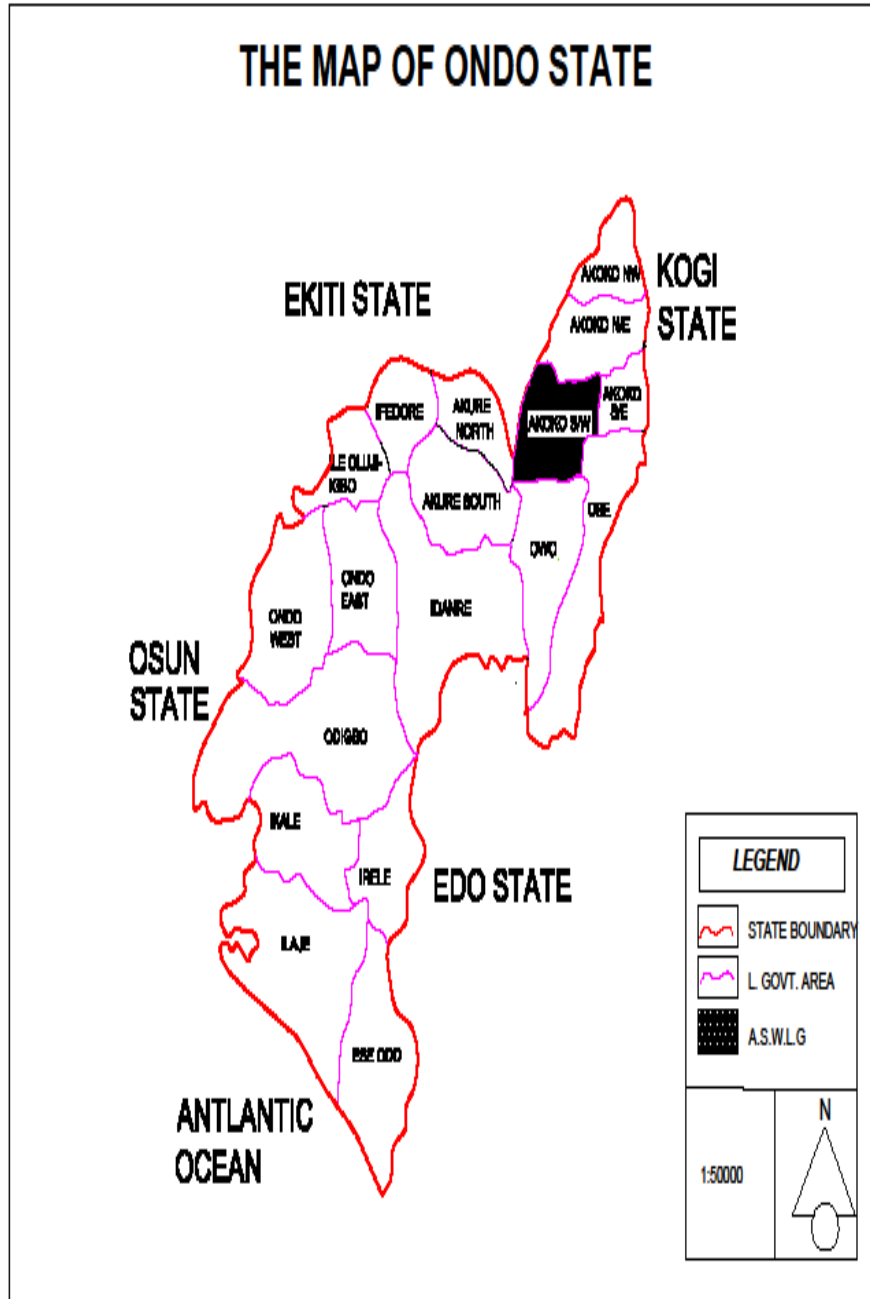 THE MAP OF ONDO STATE
AKOKO NW
KOGI
STATE
AKOKO N/E
EKITI STATE
AKOKO
S/E
IFEDORE
AKURE
NORTH
AKOKO S/W
ILE OLUJI-
AKURE SOUTH
OSE
OWO
ONDO
EAST
IDANRE
ONDO
WEST
OSUN
STATE
ODIGBO
IKALE
IRELE
EDO STATE
ILAJE
ESE ODO
ANTLANTIC
OCEAN
LEGEND
STATE BOUNDARY
L. GOVT. AREA
A.S.W.L.G
N
1:50000